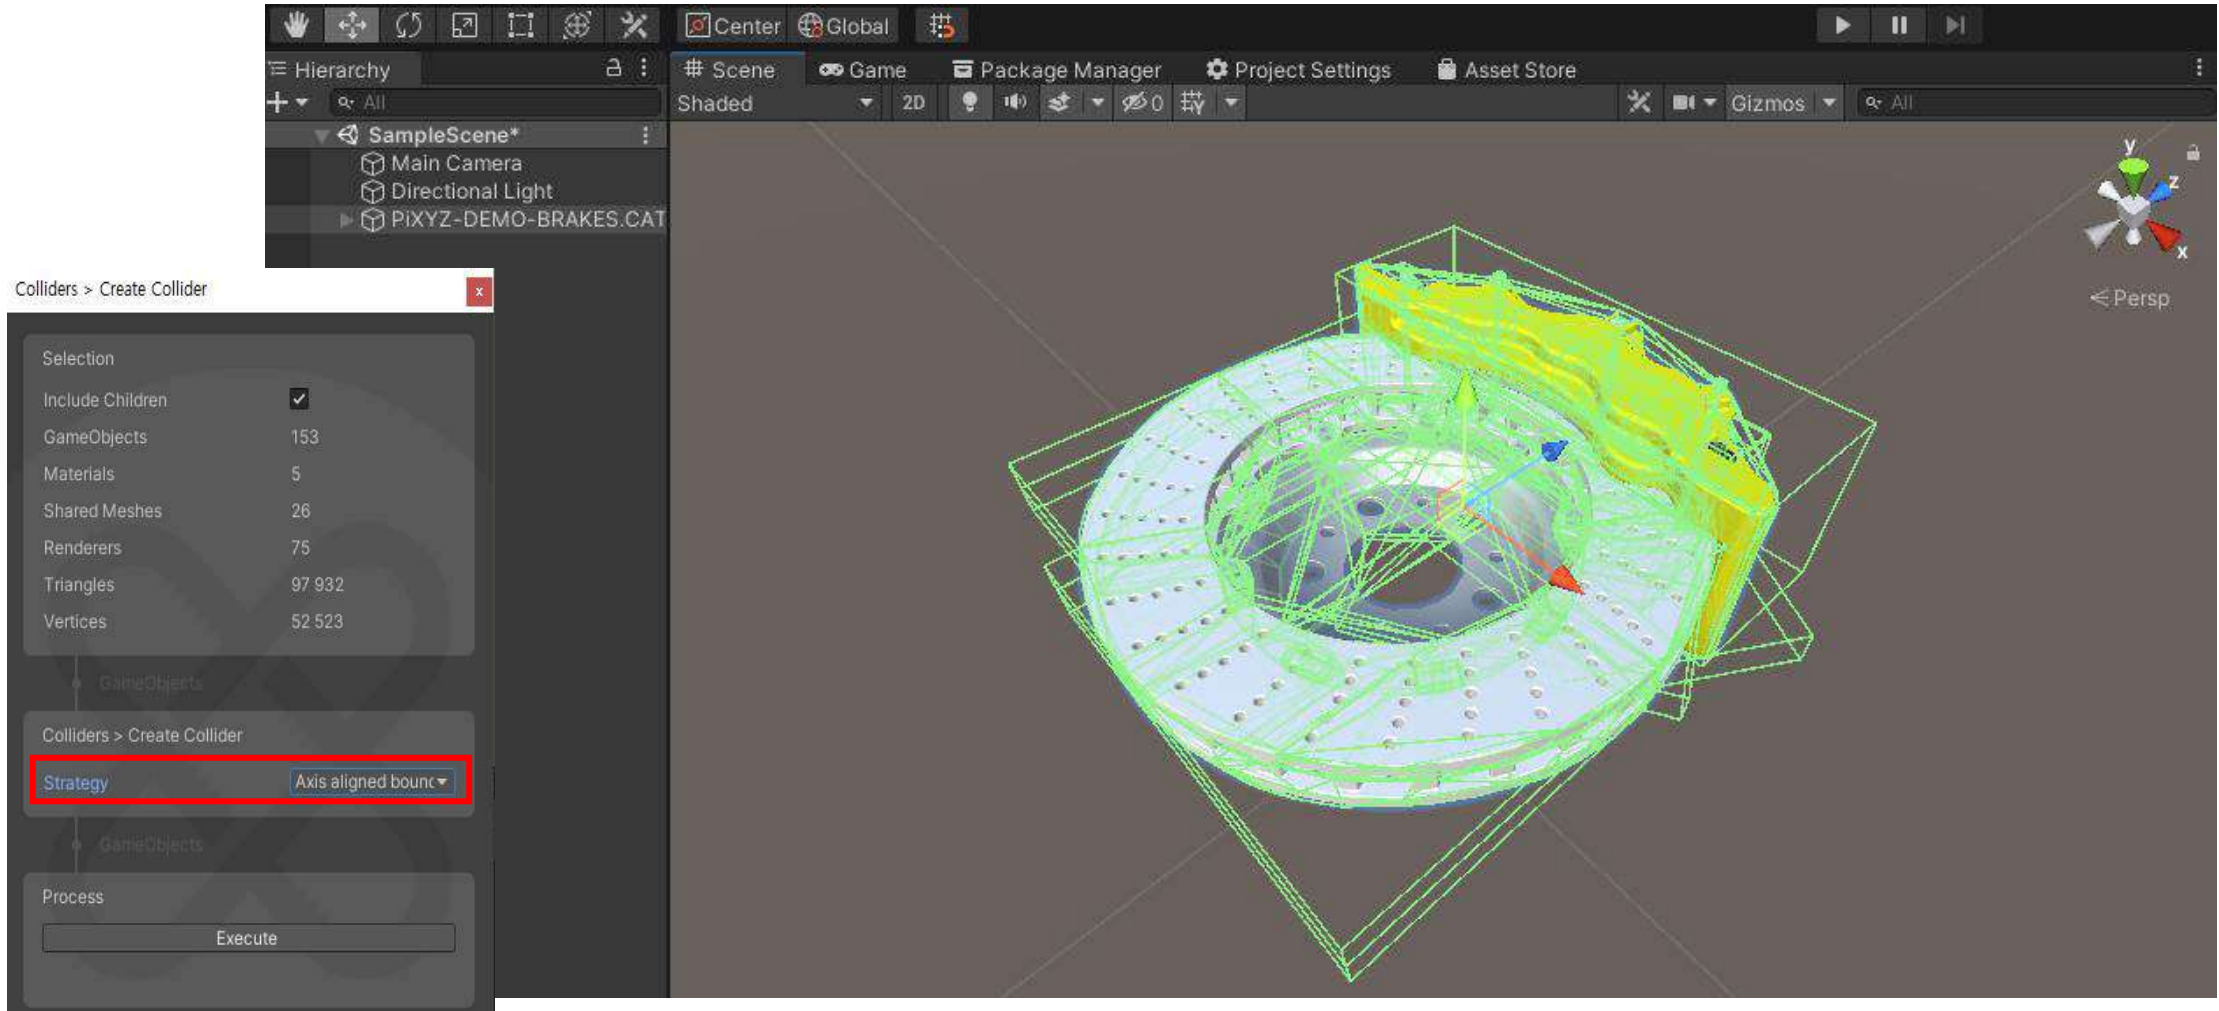 Center Global
Hierarchy
Scene Game Package Manager Project Settings Asset Store
All
Shaded 2D 0 Gizmos All
SampleScene*
Main Camera
Directional Light
PiXYZ-DEMO-BRAKES.CAT
y
z
x
Persp
Colliders > Create Collider x
Selection
Include Children
GameObjects 153
Materials 5
Shared Meshes 26
Renderers 75
Triangles 97 932
Vertices 52 523
GameObjects
Colliders > Create Collider
Strategy Axis aligned bounc
GameObjects
Process
Execute